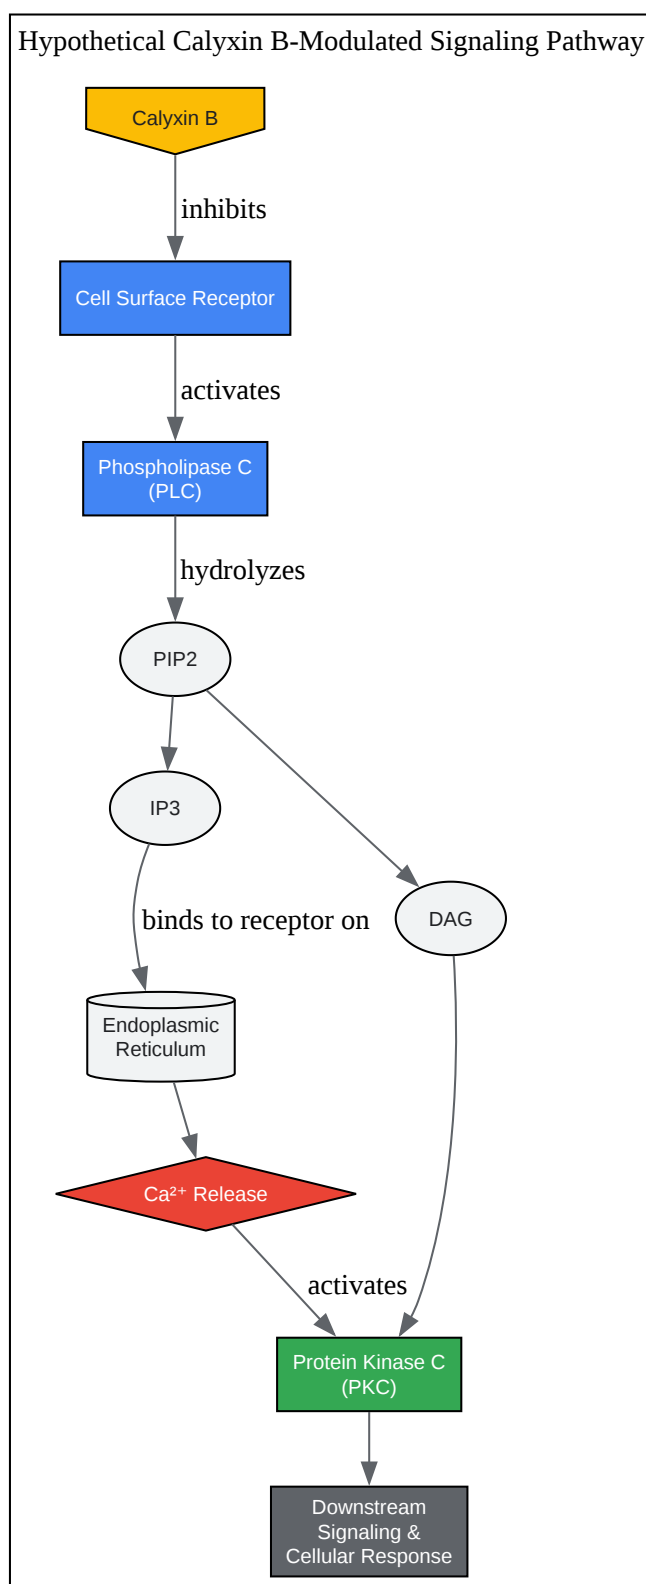 Hypothetical Calyxin B-Modulated Signaling Pathway
Calyxin B
inhibits
Cell Surface Receptor
activates
Phospholipase C
(PLC)
hydrolyzes
PIP2
IP3
binds to receptor on
DAG
Endoplasmic
Reticulum
Ca²⁺ Release
activates
Protein Kinase C
(PKC)
Downstream
Signaling &
Cellular Response